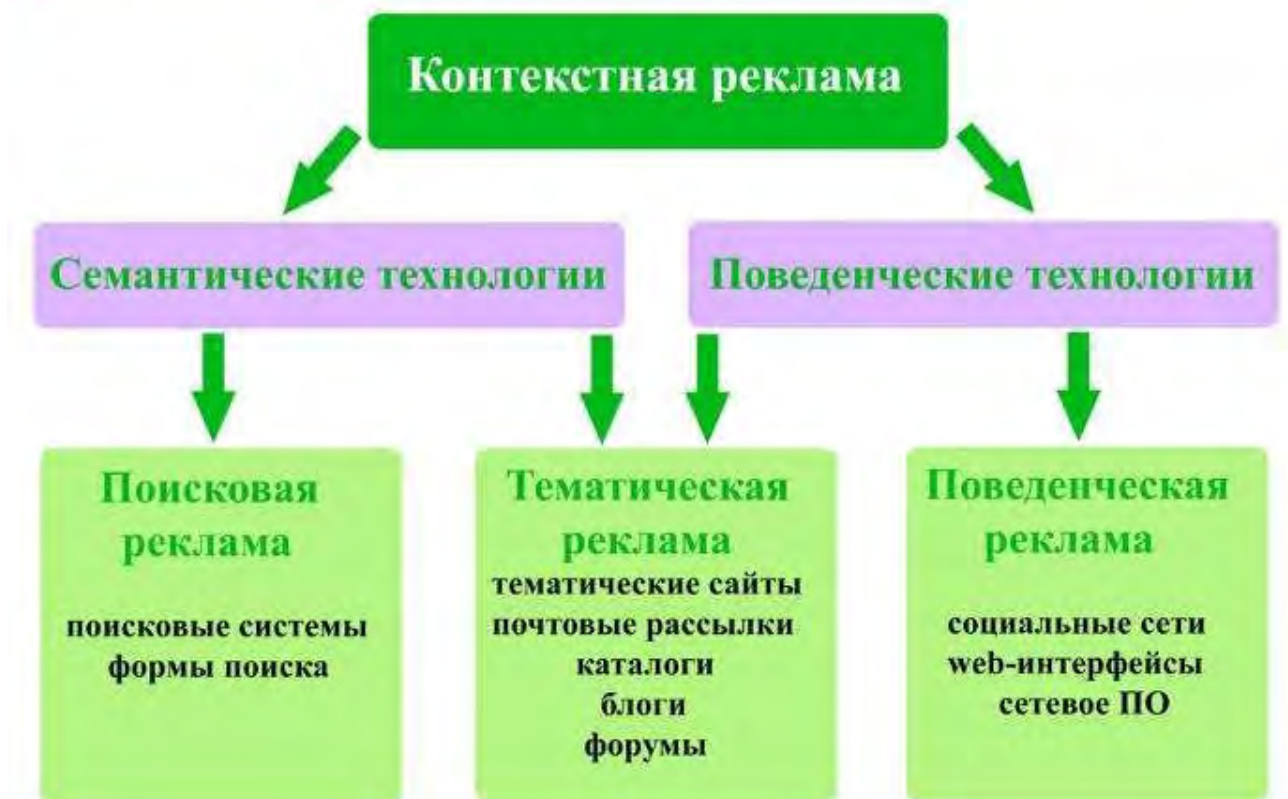 Контекстная реклама
Семантические технологии
Поведенческие технологии
Поисковая
реклама
поисковые системы
формы поиска
Тематическая
реклама
тематические сайты
почтовые рассылки
каталоги
блоги
форумы
Поведенческая
реклама
социальные сети
web-интерфейсы
сетевое ПО